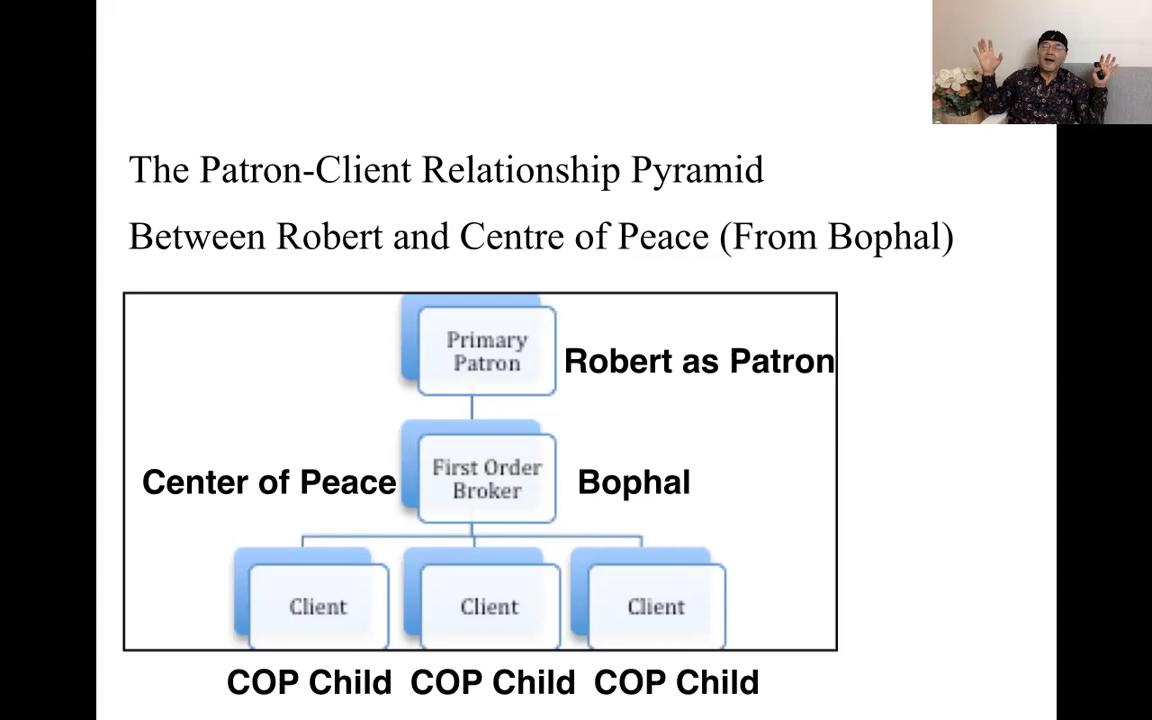 The Patron-Client Relationship Pyramid
Between Robert and Centre of Peace (From Bophal)
Primary
Patron
Robert as Patron
Center of Peace
First Order
Broker
Bophal
Client
Client
Client
COP Child
COP Child
COP Child